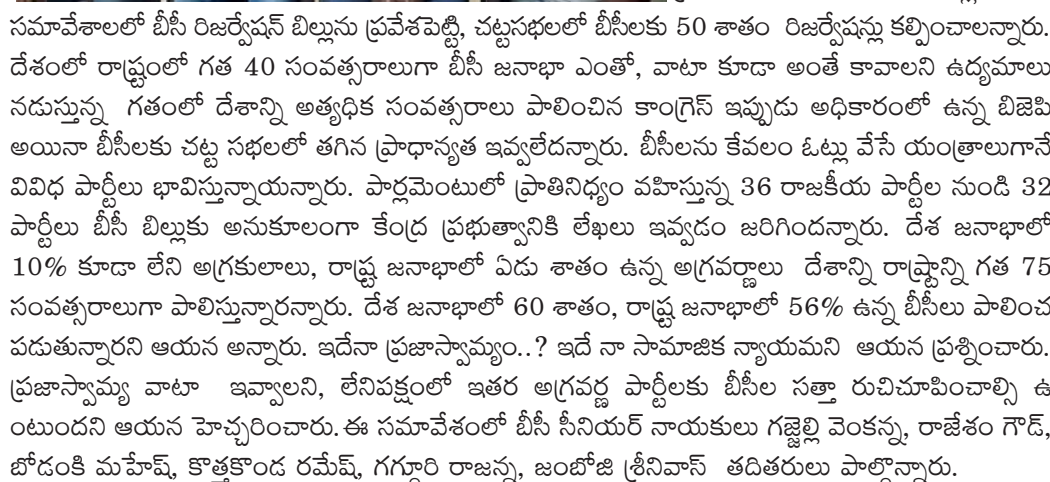 సమావేశాలలో బీసీ రిజర్వేషన్ బిల్లును ప్రవేశపెట్టి, చట్టసభలలో బీసీలకు 50 శాతం రిజర్వేషన్లు కల్పించాలన్నారు.
దేశంలో రాష్ట్రంలో గత 40 సంవత్సరాలుగా బీసీ జనాభా ఎంతో, వాటా కూడా అంతే కావాలని ఉద్యమాలు
నడుస్తున్న గతంలో దేశాన్ని అత్యధిక సంవత్సరాలు పాలించిన కాంగ్రెస్ ఇప్పుడు అధికారంలో ఉన్న బిజెపి
అయినా బీసీలకు చట్ట సభలలో తగిన ప్రాధాన్యత ఇవ్వలేదన్నారు. బీసీలను కేవలం ఓట్లు వేసే యంత్రాలుగానే
వివిధ పార్టీలు భావిస్తున్నాయన్నారు. పార్లమెంటులో ప్రాతినిధ్యం వహిస్తున్న 36 రాజకీయ పార్టీల నుండి 32
పార్టీలు బీసీ బిల్లుకు అనుకూలంగా కేంద్ర ప్రభుత్వానికి లేఖలు ఇవ్వడం జరిగిందన్నారు. దేశ జనాభాలో
10% కూడా లేని అగ్రకులాలు, రాష్ట్ర జనాభాలో ఏడు శాతం ఉన్న అగ్రవర్ణాలు దేశాన్ని రాష్ట్రాన్ని గత 75
సంవత్సరాలుగా పాలిస్తున్నారన్నారు. దేశ జనాభాలో 60 శాతం, రాష్ట్ర జనాభాలో 56% ఉన్న బీసీలు పాలించ
పడుతున్నారని ఆయన అన్నారు. ఇదేనా ప్రజాస్వామ్యం..? ఇదే నా సామాజిక న్యాయమని ఆయన ప్రశ్నించారు.
ప్రజాస్వామ్య వాటా ఇవ్వాలని, లేనిపక్షంలో ఇతర అగ్రవర్ణ పార్టీలకు బీసీల సత్తా రుచిచూపించాల్సి ఉ
ంటుందని ఆయన హెచ్చరించారు. ఈ సమావేశంలో బీసీ సీనియర్ నాయకులు గజ్జెల్లి వెంకన్న, రాజేశం గౌడ్,
బోడంకి మహేష్, కొత్తకొండ రమేష్, గగ్గూరి రాజన్న, జంబోజి శ్రీనివాస్ తదితరులు పాల్గొన్నారు.